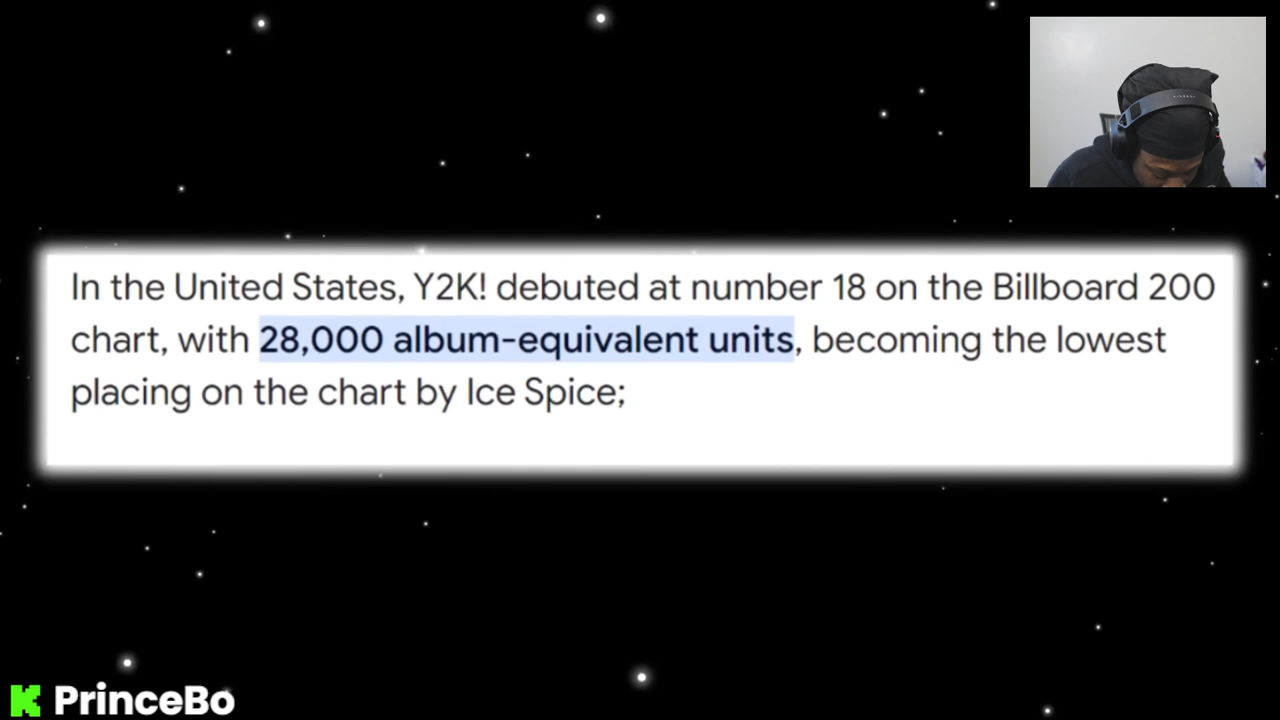 In the United States, Y2K! debuted at number 18 on the Billboard 200
chart, with 28,000 album-equivalent units, becoming the lowest
placing on the chart by Ice Spice;
PrinceBo